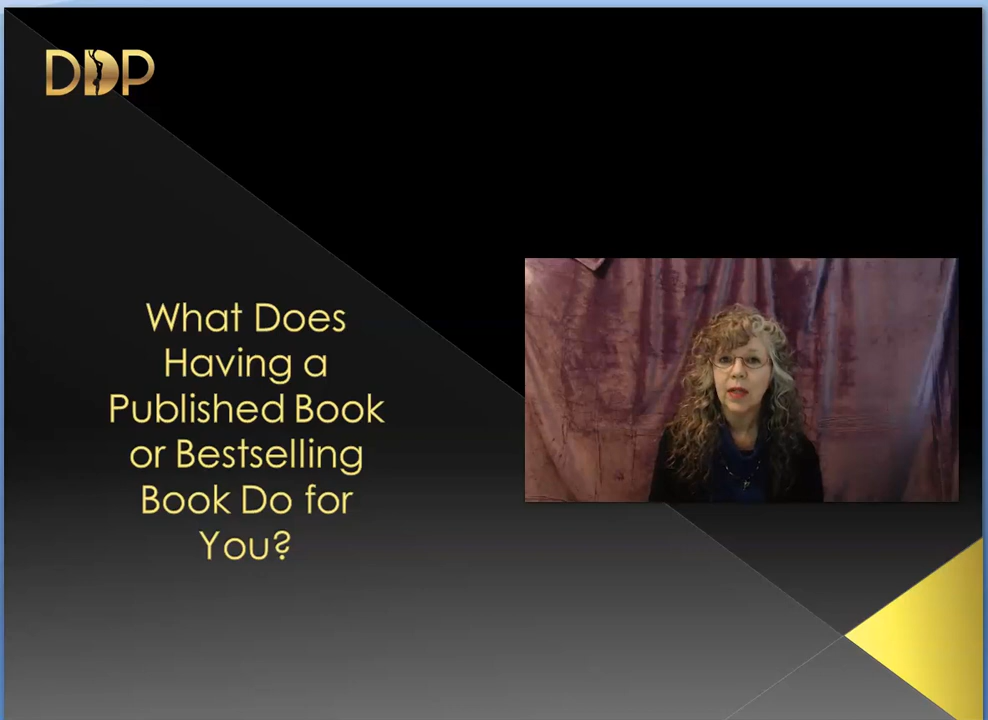 DDP
What Does
Having a
Published Book
or Bestselling
Book Do for
You?